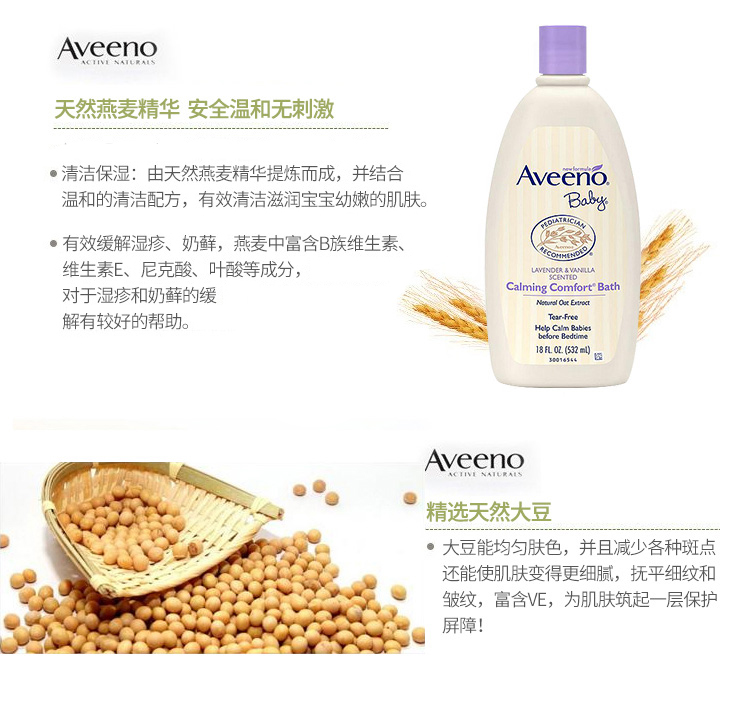 Aveeno
ACTIVE NATURALS
天然燕麦精华 安全温和无刺激
清洁保湿：由天然燕麦精华提炼而成，并结合
温和的清洁配方，有效清洁滋润宝宝幼嫩的肌肤。
有效缓解湿疹、奶藓，燕麦中富含B族维生素、
维生素E、尼克酸、叶酸等成分，
对于湿疹和奶藓的缓
解有较好的帮助。
new formula
Aveeno®
Baby®
PEDIATRICIAN
Aveeno
RECOMMENDED®
LAVENDER & VANILLA
SCENTED
Calming Comfort® Bath
Natural Oat Extract
Tear-Free
Help Calm Babies
before Bedtime
18 FL. OZ. (532 mL)
30016544
Aveeno
ACTIVE NATURALS
精选天然大豆
大豆能均匀肤色，并且减少各种斑点
还能使肌肤变得更细腻，抚平细纹和
皱纹，富含VE，为肌肤筑起一层保护
屏障！